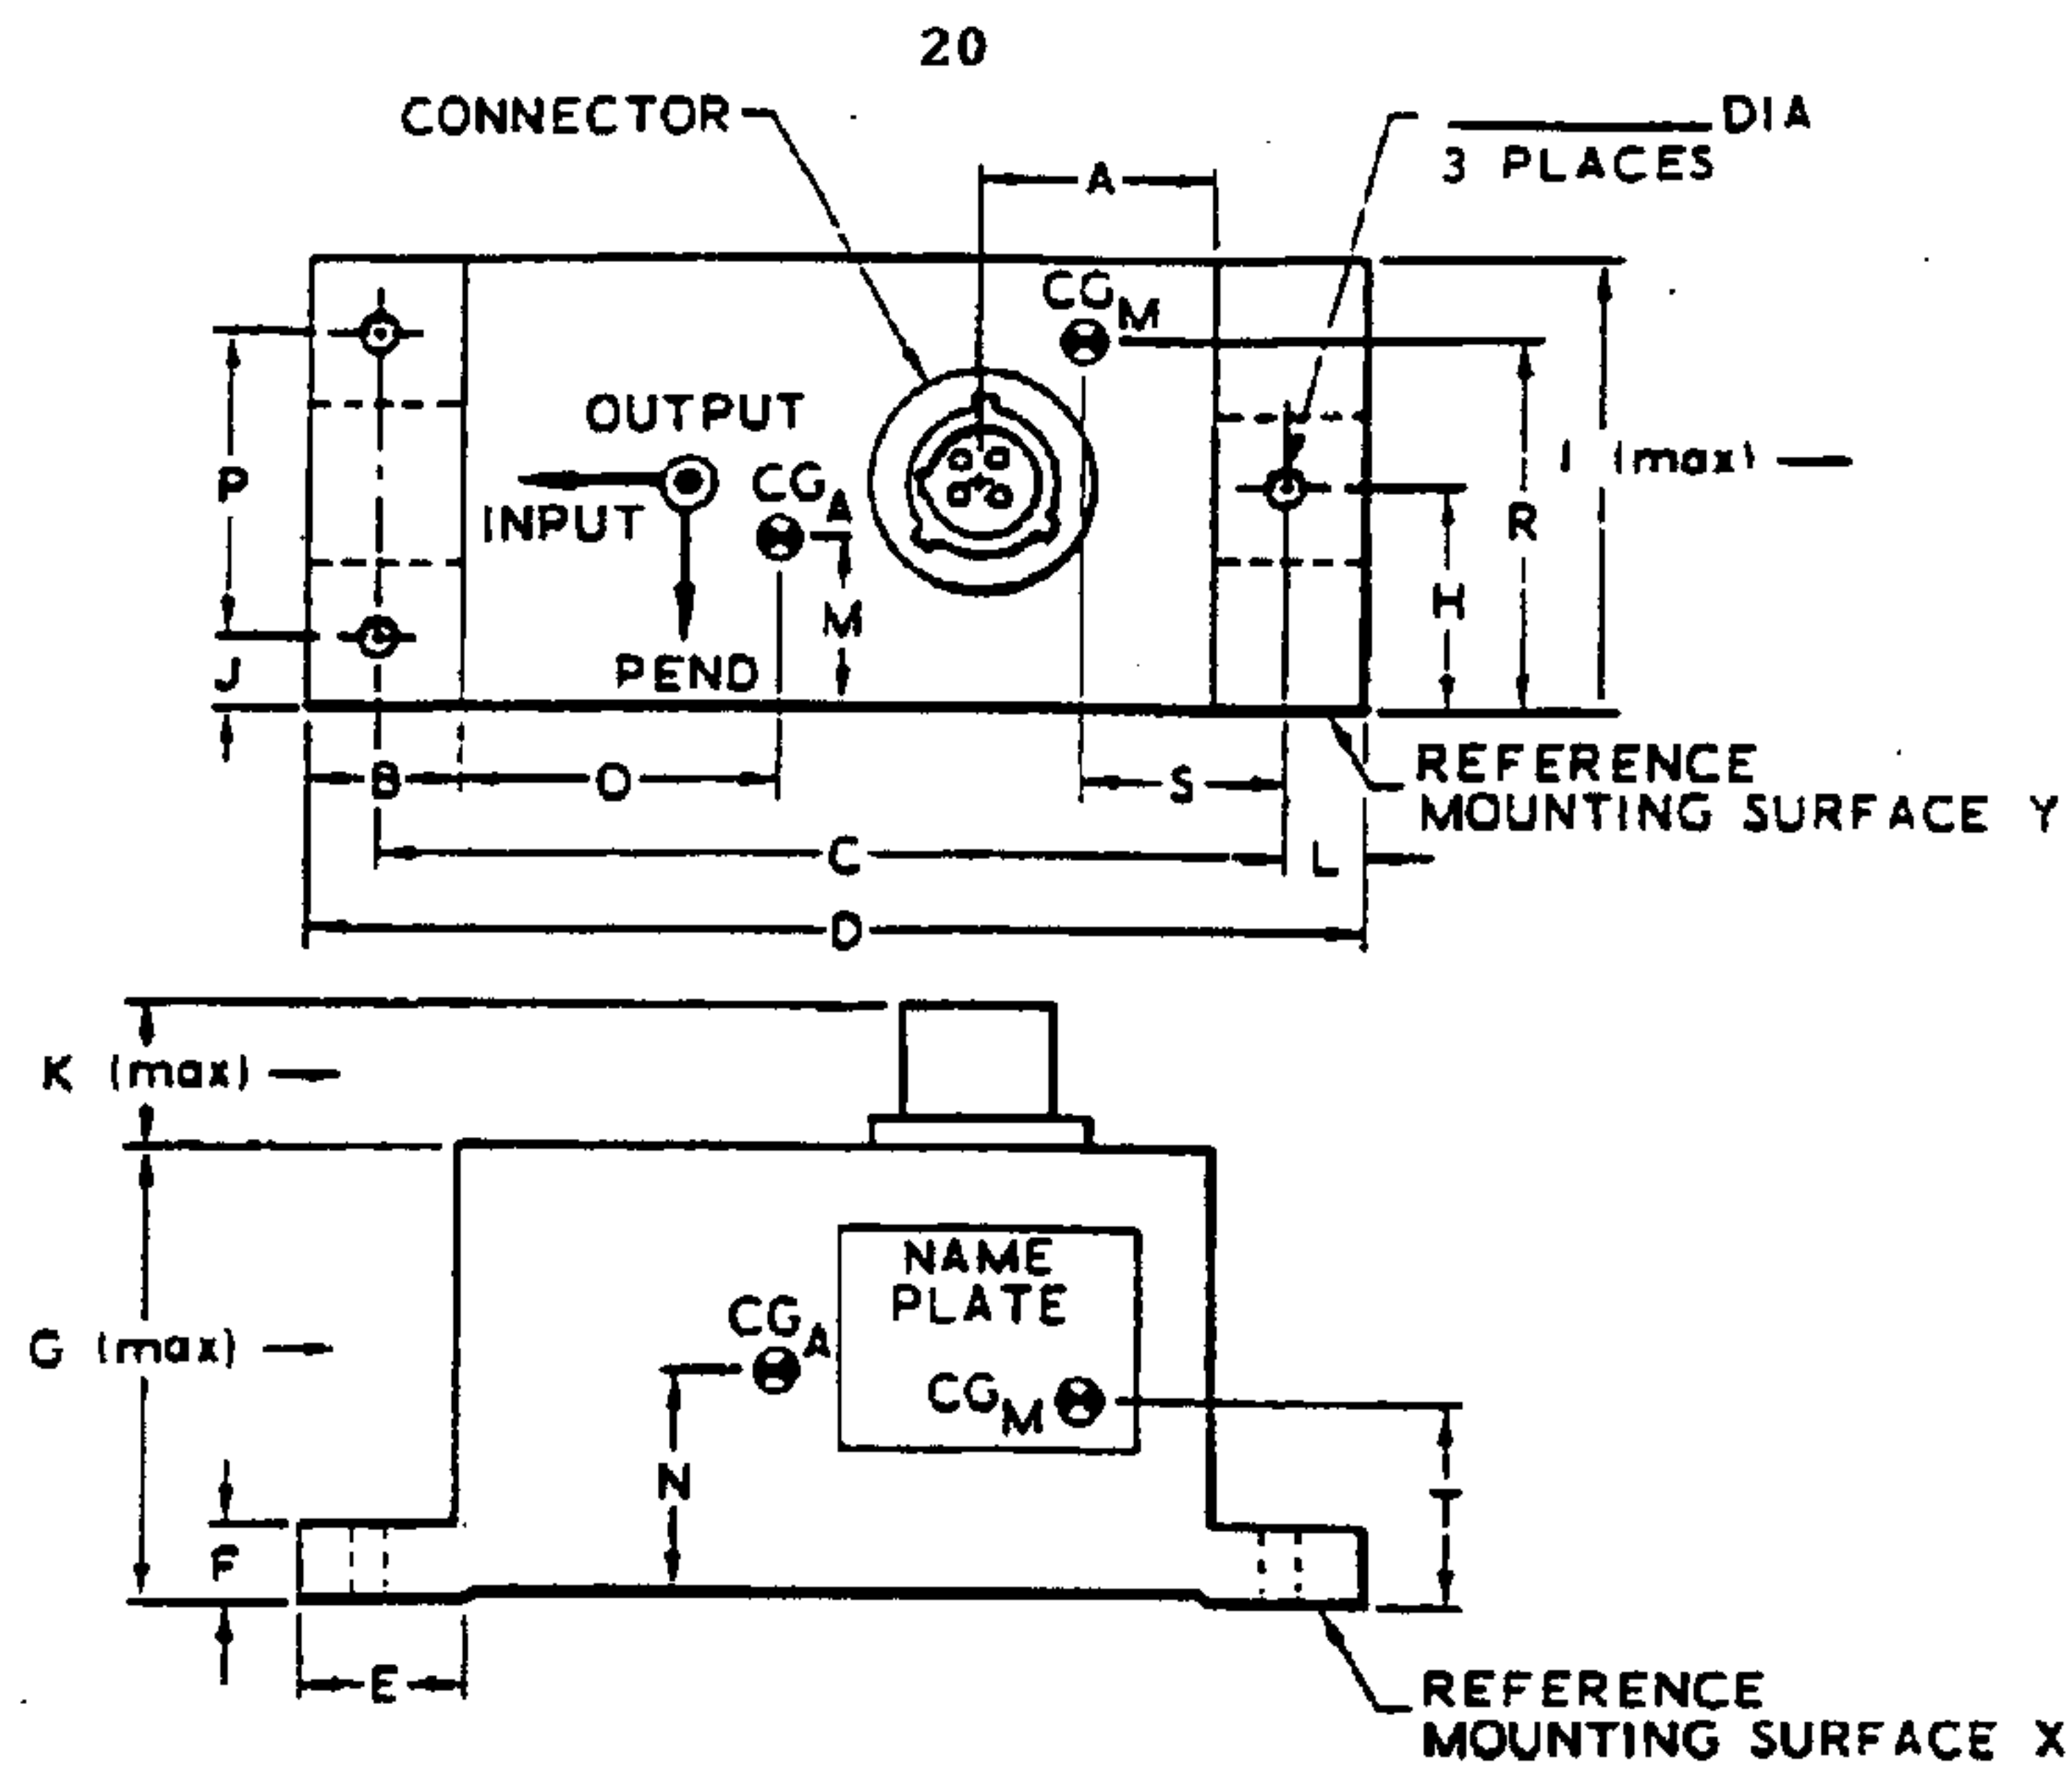 20
CONNECTOR
DIA
3 PLACES
A
CG M
OUTPUT
CG A
INPUT
PEND
P
J
M
I (max)
R
H
B
O
S
REFERENCE
MOUNTING SURFACE Y
C
L
D
K (max)
NAME
PLATE
CG A
G (max)
CG M
N
T
F
E
REFERENCE
MOUNTING SURFACE X